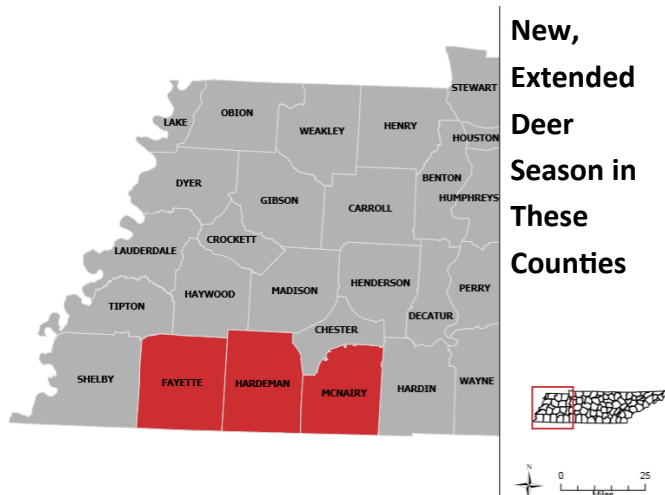 New,
Extended
Deer
Season in
These
Counties
STEWART
LAKE
OBION
WEAKLEY
HENRY
HOUSTON
DYER
GIBSON
CARROLL
BENTON
HUMPHREYS
LAUDERDALE
CROCKETT
TIPTON
HAYWOOD
MADISON
HENDERSON
DECATUR
PERRY
CHESTER
SHELBY
FAYETTE
HARDEMAN
MCNAIRY
HARDIN
WAYNE
N
0 25
Miles